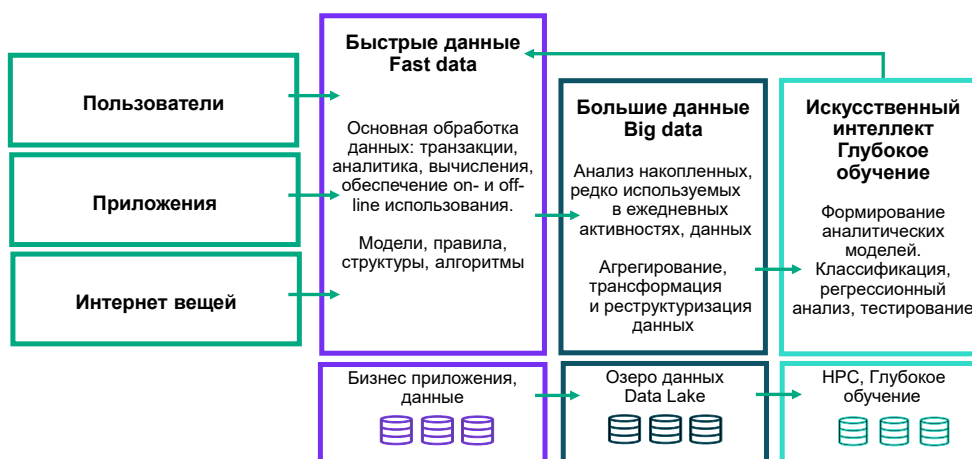 Пользователи
Приложения
Интернет вещей
Быстрые данные
Fast data
Основная обработка
данных: транзакции,
аналитика, вычисления,
обеспечение on- и off-
line использования.
Модели, правила,
структуры, алгоритмы
Бизнес приложения,
данные
Большие данные
Big data
Анализ накопленных,
редко используемых
в ежедневных
активностях, данных
Агрегирование,
трансформация
и реструктуризация
данных
Озеро данных
Data Lake
Искусственный
интеллект
Глубокое
обучение
Формирование
аналитических
моделей.
Классификация,
регрессионный
анализ, тестирование
HPC, Глубокое
обучение